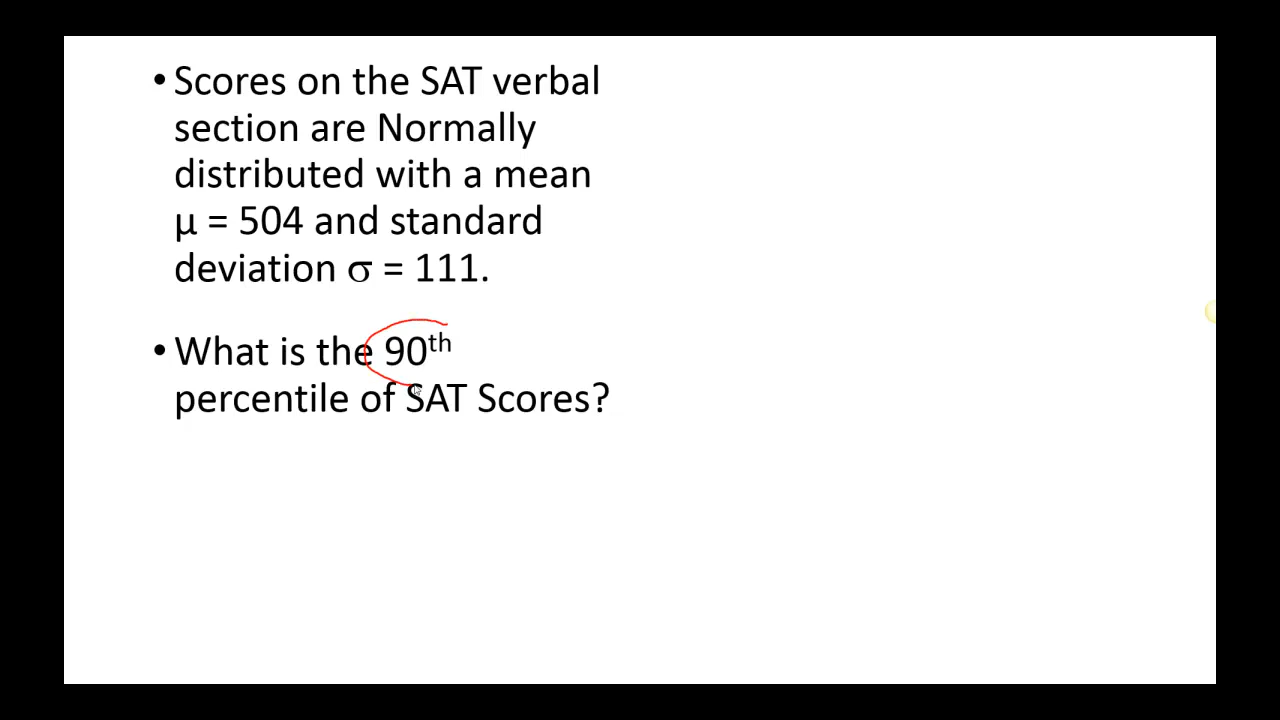 • Scores on the SAT verbal
section are Normally
distributed with a mean
μ = 504 and standard
deviation σ = 111.
• What is the 90th
percentile of SAT Scores?